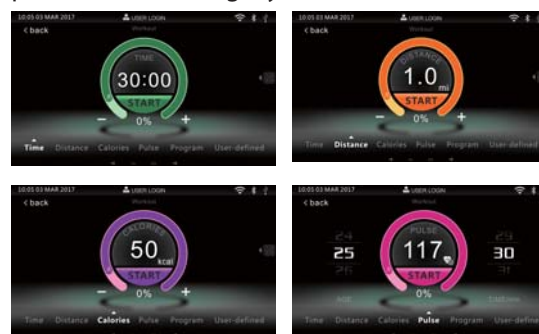 10:05 03 MAR 2017 USER LOGIN
< back Workout
TIME
30:00
START
− 0% +
Time Distance Calories Pulse Program User-defined
10:05 03 MAR 2017 USER LOGIN
< back Workout
DISTANCE
1.0
mi
START
− 0% +
Time Distance Calories Pulse Program User-defined
10:05 03 MAR 2017 USER LOGIN
< back Workout
CALORIES
50
kcal
START
− 0% +
Time Distance Calories Pulse Program User-defined
10:05 03 MAR 2017 USER LOGIN
< back Workout
PULSE
24 29
25 117 30
26 START 31
0%
AGE
Time Distance Calories Pulse Program User-define